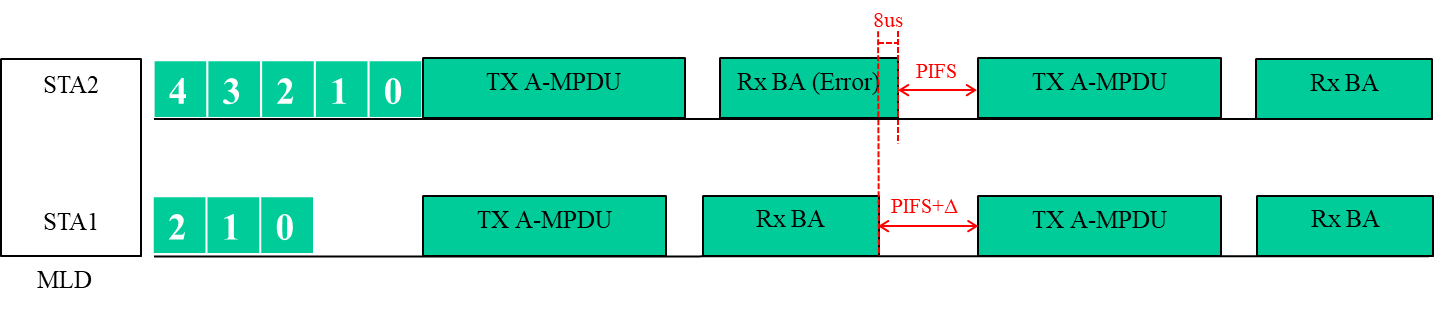 8us
STA2
4 3 2 1 0
TX A-MPDU
Rx BA (Error)
PIFS
TX A-MPDU
Rx BA
STA1
2 1 0
TX A-MPDU
Rx BA
PIFS+Δ
TX A-MPDU
Rx BA
MLD